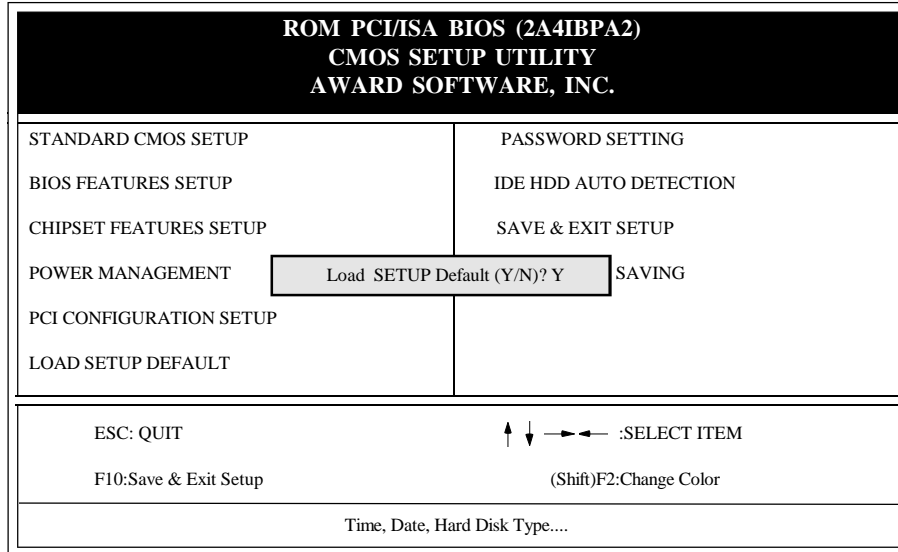 ROM PCI/ISA BIOS (2A4IBPA2)
CMOS SETUP UTILITY
AWARD SOFTWARE, INC.
STANDARD CMOS SETUP
BIOS FEATURES SETUP
CHIPSET FEATURES SETUP
POWER MANAGEMENT
PCI CONFIGURATION SETUP
LOAD SETUP DEFAULT
PASSWORD SETTING
IDE HDD AUTO DETECTION
SAVE & EXIT SETUP
SAVING
Load SETUP Default (Y/N)? Y
ESC: QUIT
↑ ↓ → ← :SELECT ITEM
F10:Save & Exit Setup
(Shift)F2:Change Color
Time, Date, Hard Disk Type....